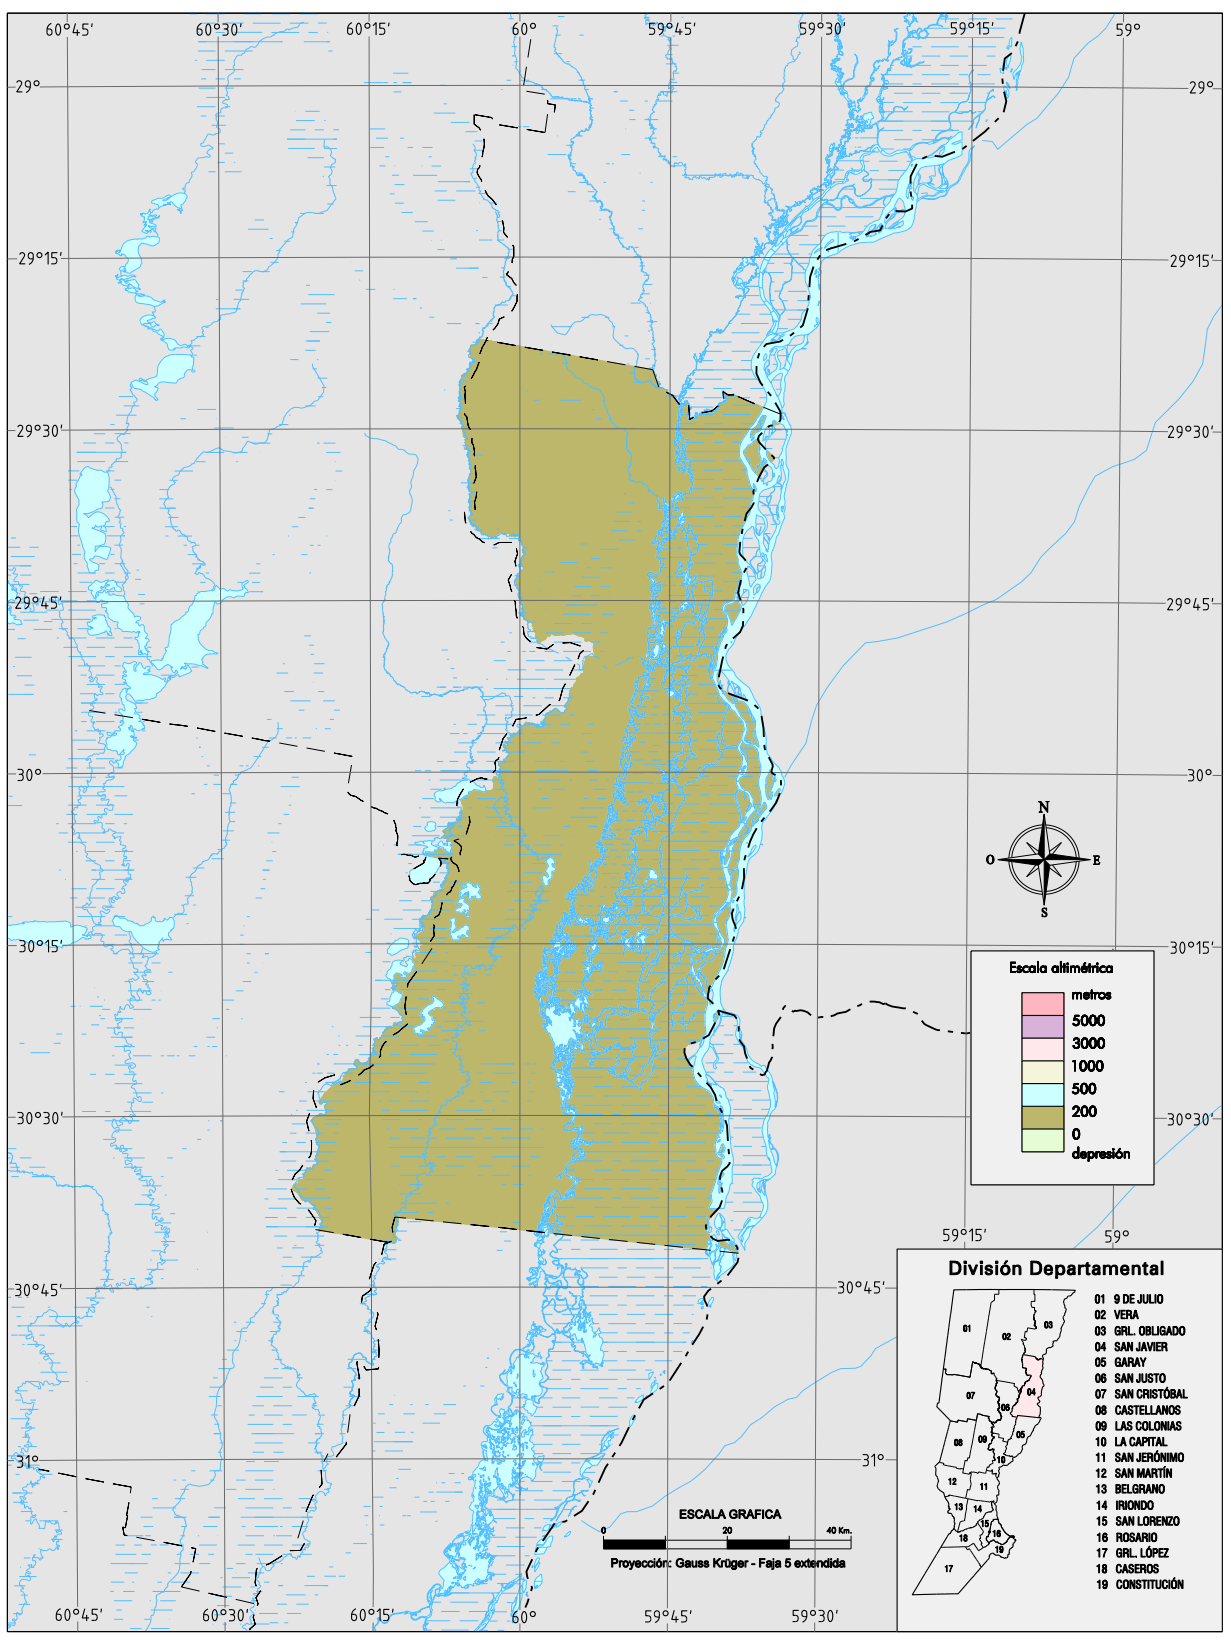 60°45' 60°30' 60°15' 60° 59°45' 59°30' 59°15' 59°
29° 29°
29°15' 29°15'
29°30' 29°30'
29°45' 29°45'
30° 30°
N
O E
S
30°15' 30°15'
Escala altimétrica
metros
5000
3000
1000
500
200
0
depresión
30°30' 30°30'
59°15' 59°
30°45' 30°45'
31° 31°
División Departamental
01 9 DE JULIO
02 VERA
03 GRL. OBLIGADO
04 SAN JAVIER
05 GARAY
06 SAN JUSTO
07 SAN CRISTÓBAL
08 CASTELLANOS
09 LAS COLONIAS
10 LA CAPITAL
11 SAN JERÓNIMO
12 SAN MARTÍN
13 BELGRANO
14 IRIONDO
15 SAN LORENZO
16 ROSARIO
17 GRL. LÓPEZ
18 CASEROS
19 CONSTITUCIÓN
01 02 03
04
07 06
05
08 09
10
12 11
13 14
15 16
18 19
17
ESCALA GRAFICA
0 20 40 Km.
Proyección: Gauss Krüger - Faja 5 extendida
60°45' 60°30' 60°15' 60° 59°45' 59°30'